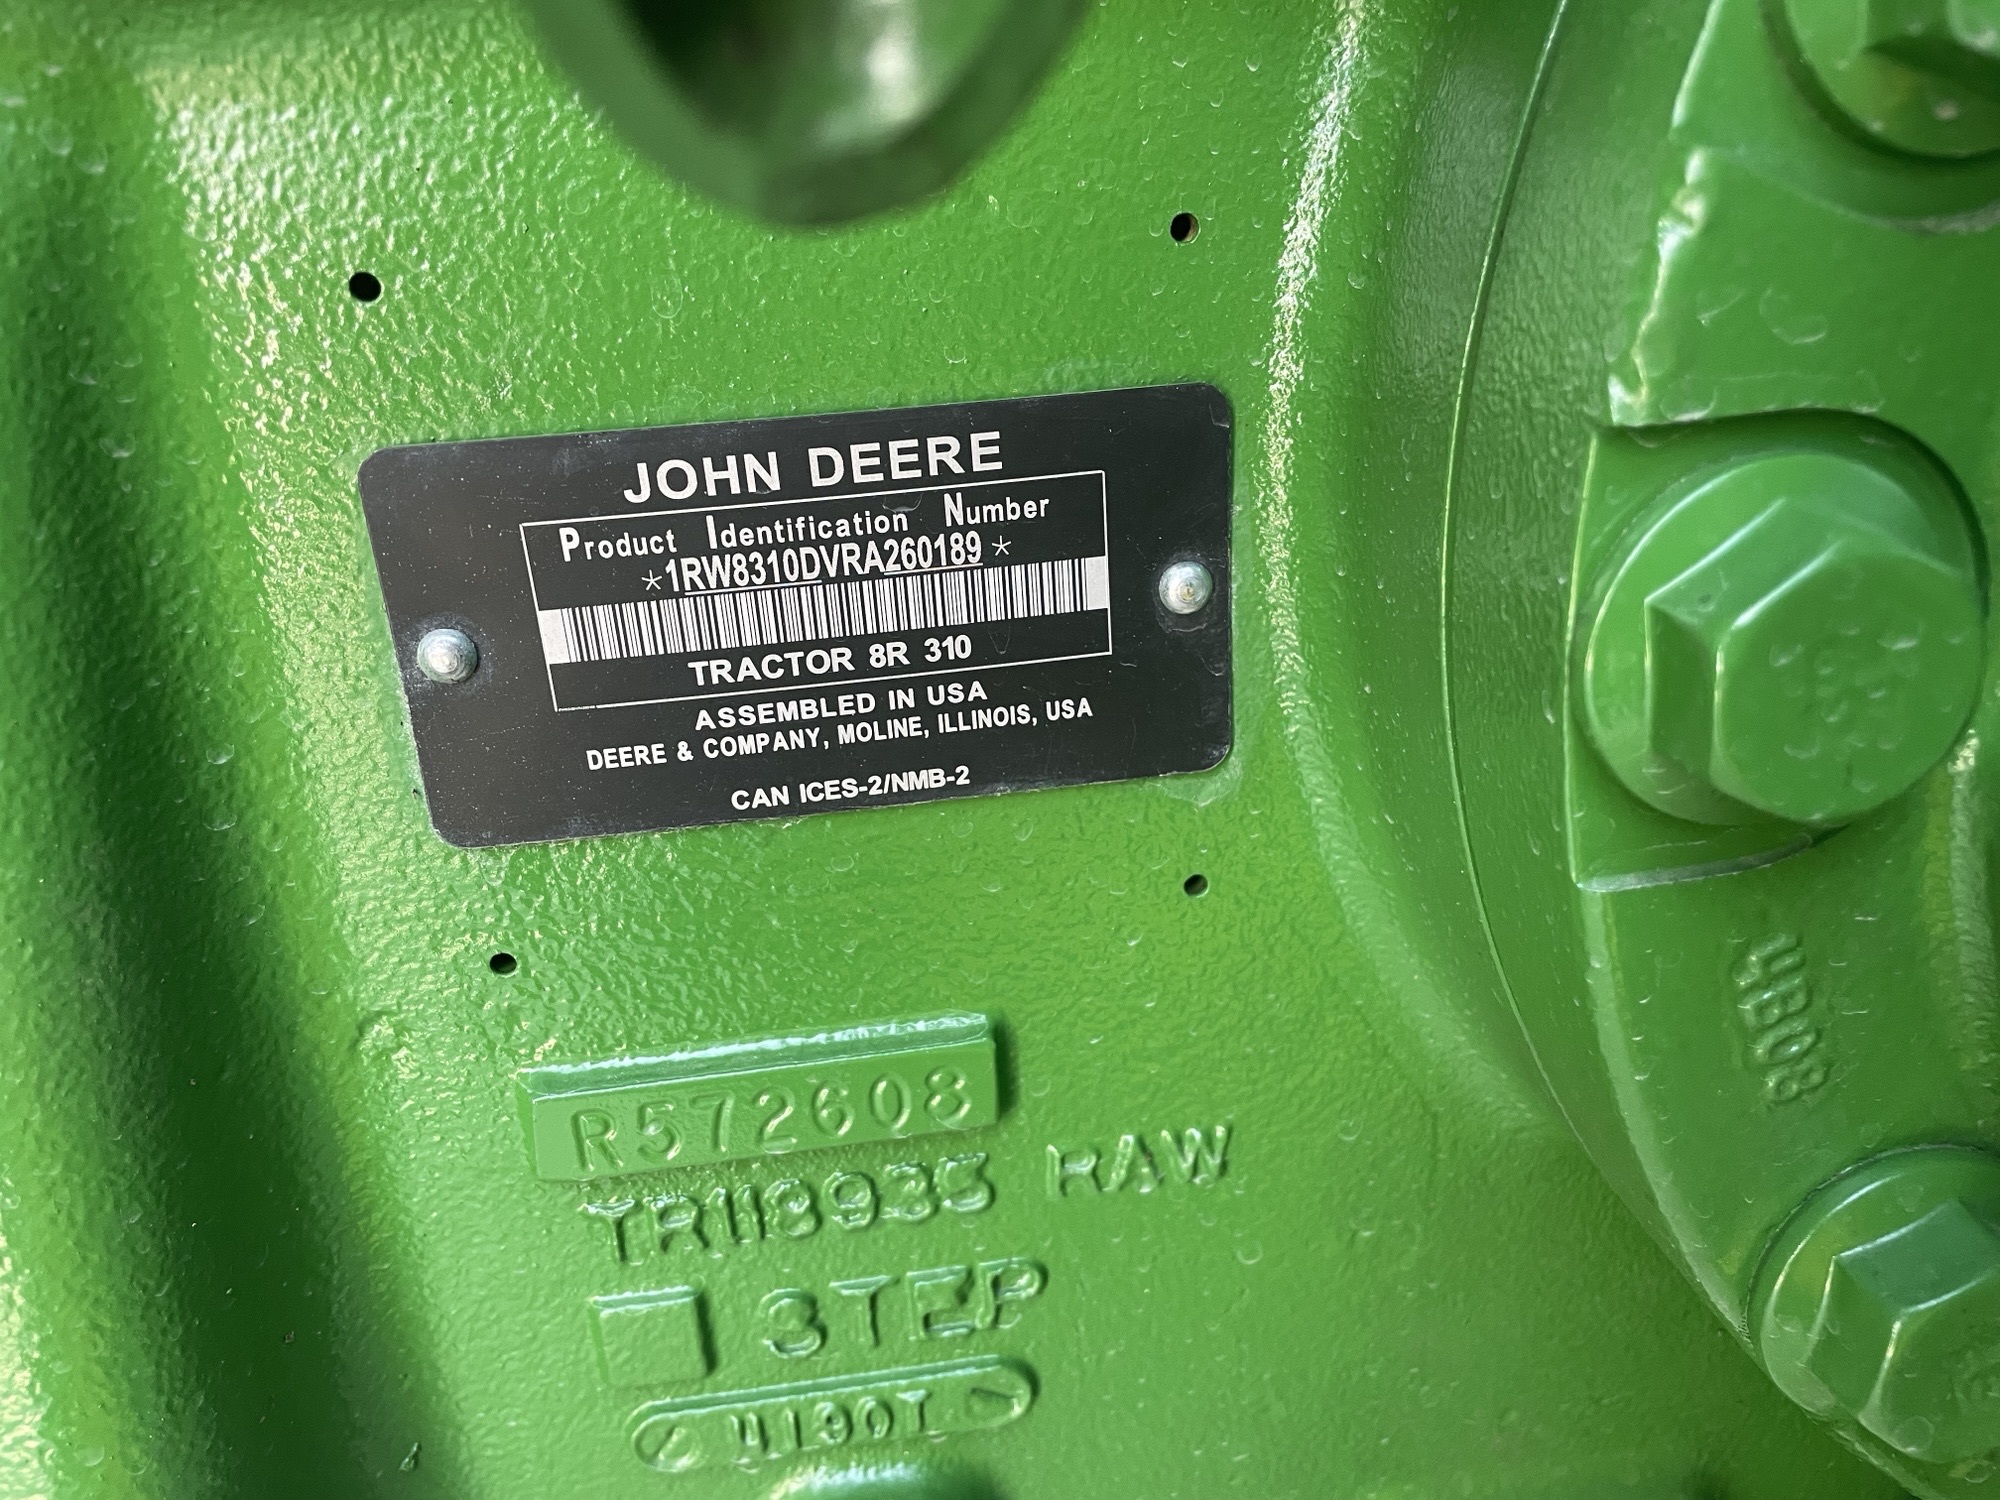 JOHN DEERE
Product Identification Number
*1RW8310DVRA260189*
TRACTOR 8R 310
ASSEMBLED IN USA
DEERE & COMPANY, MOLINE, ILLINOIS, USA
CAN ICES-2/NMB-2
4B08
R572608
RAW